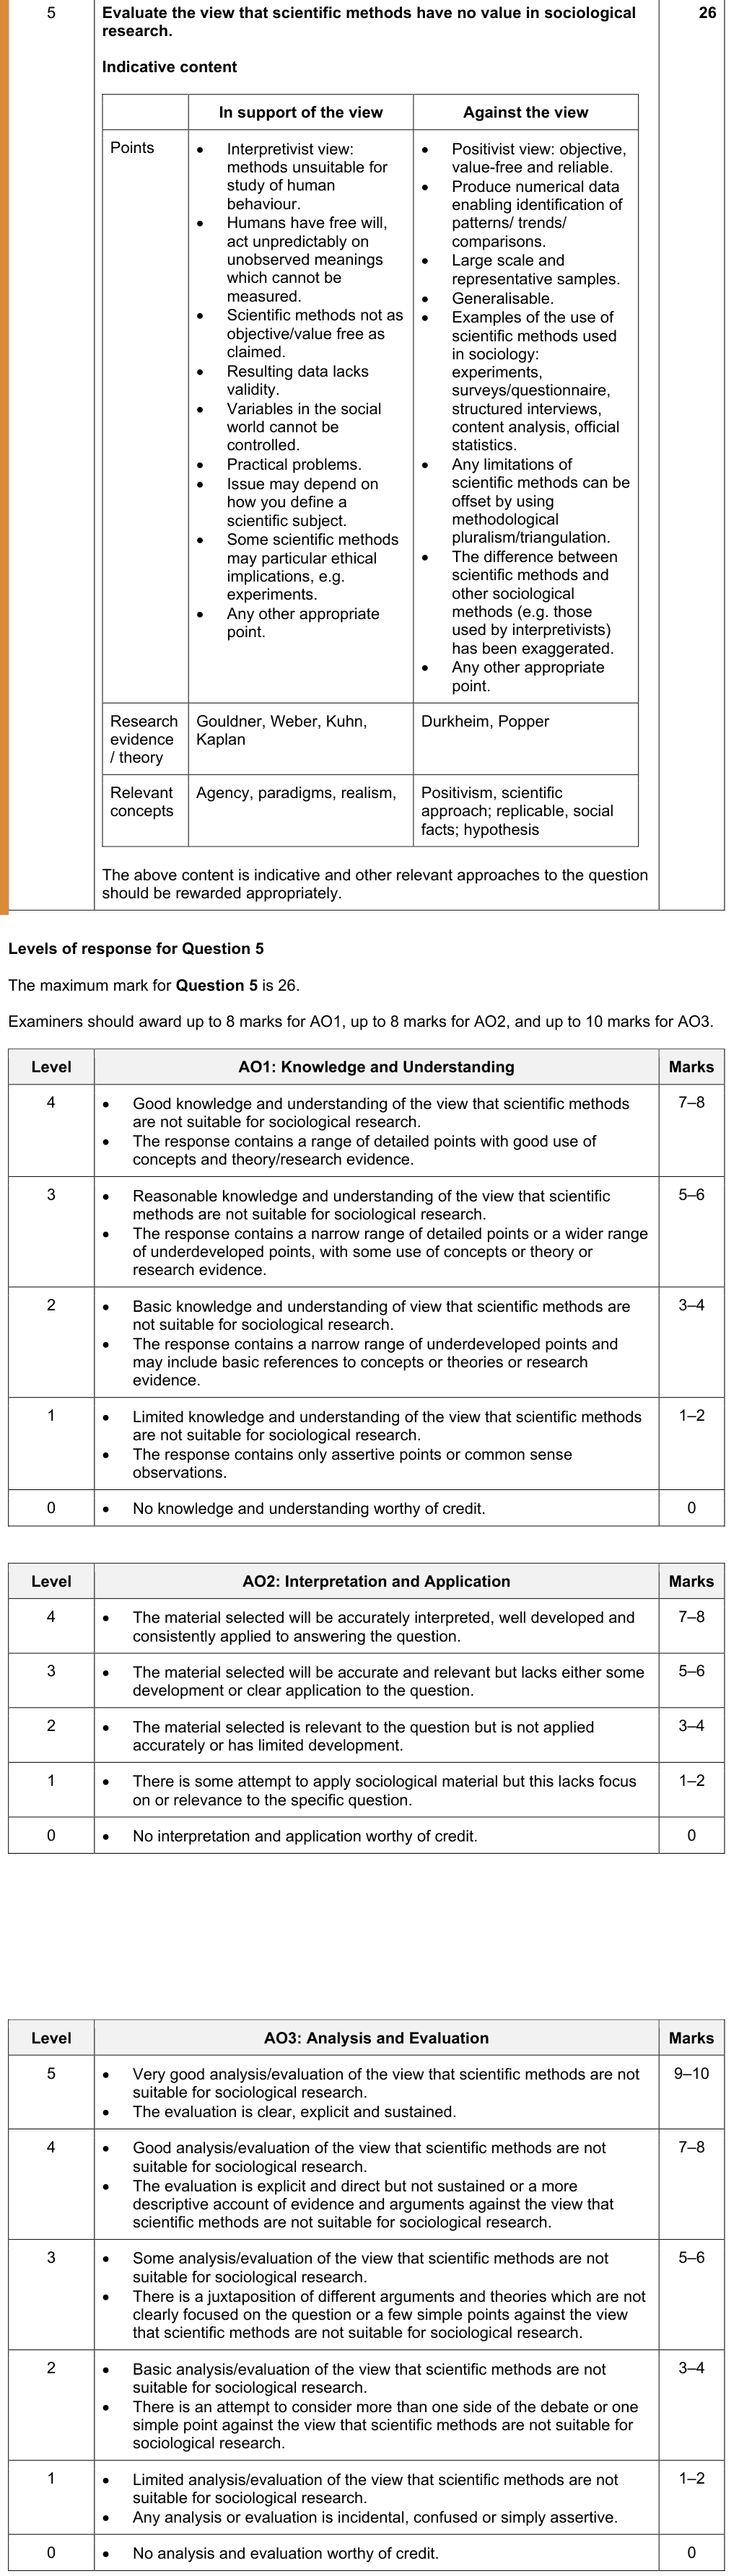 5
Evaluate the view that scientific methods have no value in sociological
research.
26
Indicative content
In support of the view
Against the view
Points
• Interpretivist view:
methods unsuitable for
study of human
behaviour.
• Humans have free will,
act unpredictably on
unobserved meanings
which cannot be
measured.
• Scientific methods not as
objective/value free as
claimed.
• Resulting data lacks
validity.
• Variables in the social
world cannot be
controlled.
• Practical problems.
• Issue may depend on
how you define a
scientific subject.
• Some scientific methods
may particular ethical
implications, e.g.
experiments.
• Any other appropriate
point.
• Positivist view: objective,
value-free and reliable.
• Produce numerical data
enabling identification of
patterns/ trends/
comparisons.
• Large scale and
representative samples.
• Generalisable.
• Examples of the use of
scientific methods used
in sociology:
experiments,
surveys/questionnaire,
structured interviews,
content analysis, official
statistics.
• Any limitations of
scientific methods can be
offset by using
methodological
pluralism/triangulation.
• The difference between
scientific methods and
other sociological
methods (e.g. those
used by interpretivists)
has been exaggerated.
• Any other appropriate
point.
Research
evidence
/ theory
Gouldner, Weber, Kuhn,
Kaplan
Durkheim, Popper
Relevant
concepts
Agency, paradigms, realism,
Positivism, scientific
approach; replicable, social
facts; hypothesis
The above content is indicative and other relevant approaches to the question
should be rewarded appropriately.
Levels of response for Question 5
The maximum mark for Question 5 is 26.
Examiners should award up to 8 marks for AO1, up to 8 marks for AO2, and up to 10 marks for AO3.
Level
AO1: Knowledge and Understanding
Marks
4
• Good knowledge and understanding of the view that scientific methods
are not suitable for sociological research.
• The response contains a range of detailed points with good use of
concepts and theory/research evidence.
7–8
3
• Reasonable knowledge and understanding of the view that scientific
methods are not suitable for sociological research.
• The response contains a narrow range of detailed points or a wider range
of underdeveloped points, with some use of concepts or theory or
research evidence.
5–6
2
• Basic knowledge and understanding of view that scientific methods are
not suitable for sociological research.
• The response contains a narrow range of underdeveloped points and
may include basic references to concepts or theories or research
evidence.
3–4
1
• Limited knowledge and understanding of the view that scientific methods
are not suitable for sociological research.
• The response contains only assertive points or common sense
observations.
1–2
0
• No knowledge and understanding worthy of credit.
0
Level
AO2: Interpretation and Application
Marks
4
• The material selected will be accurately interpreted, well developed and
consistently applied to answering the question.
7–8
3
• The material selected will be accurate and relevant but lacks either some
development or clear application to the question.
5–6
2
• The material selected is relevant to the question but is not applied
accurately or has limited development.
3–4
1
• There is some attempt to apply sociological material but this lacks focus
on or relevance to the specific question.
1–2
0
• No interpretation and application worthy of credit.
0
Level
AO3: Analysis and Evaluation
Marks
5
• Very good analysis/evaluation of the view that scientific methods are not
suitable for sociological research.
• The evaluation is clear, explicit and sustained.
9–10
4
• Good analysis/evaluation of the view that scientific methods are not
suitable for sociological research.
• The evaluation is explicit and direct but not sustained or a more
descriptive account of evidence and arguments against the view that
scientific methods are not suitable for sociological research.
7–8
3
• Some analysis/evaluation of the view that scientific methods are not
suitable for sociological research.
• There is a juxtaposition of different arguments and theories which are not
clearly focused on the question or a few simple points against the view
that scientific methods are not suitable for sociological research.
5–6
2
• Basic analysis/evaluation of the view that scientific methods are not
suitable for sociological research.
• There is an attempt to consider more than one side of the debate or one
simple point against the view that scientific methods are not suitable for
sociological research.
3–4
1
• Limited analysis/evaluation of the view that scientific methods are not
suitable for sociological research.
• Any analysis or evaluation is incidental, confused or simply assertive.
1–2
0
• No analysis and evaluation worthy of credit.
0